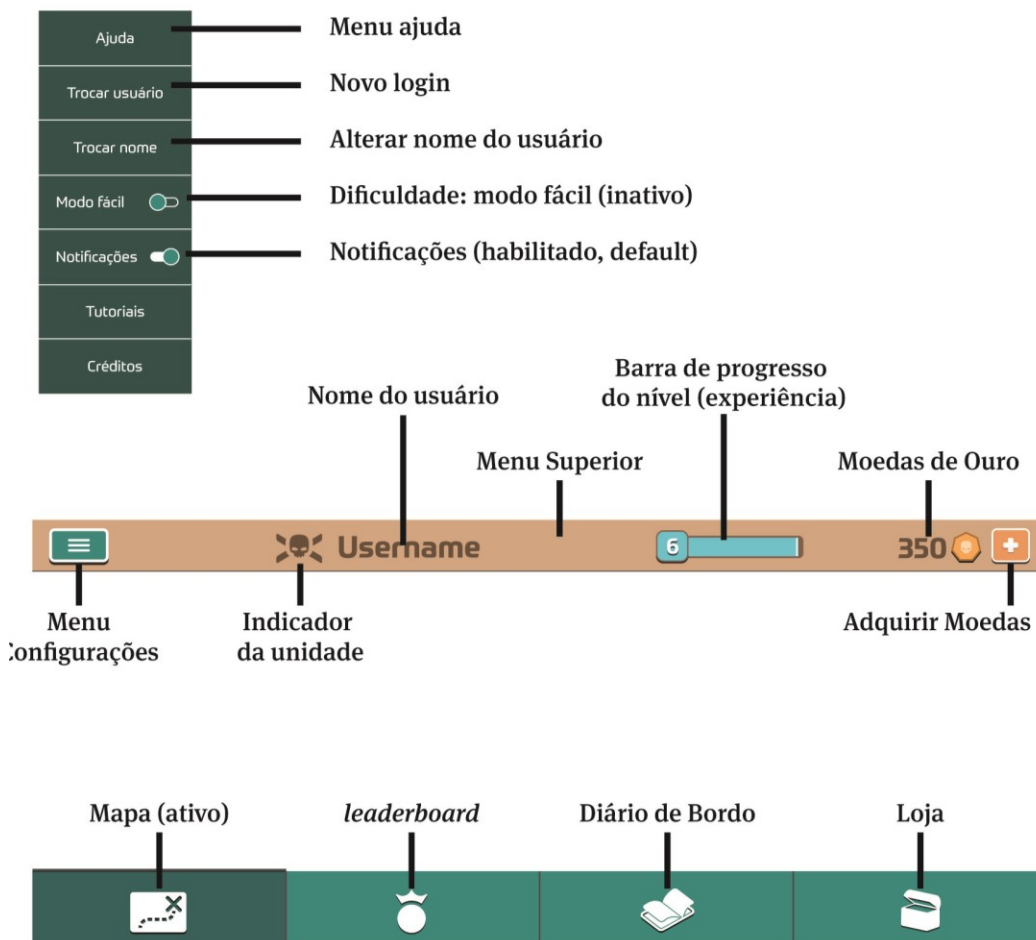 Ajuda
Menu ajuda
Trocar usuário
Novo login
Trocar nome
Alterar nome do usuário
Modo fácil
Dificuldade: modo fácil (inativo)
Notificações
Notificações (habilitado, default)
Tutoriais
Créditos
Nome do usuário
Barra de progresso
do nível (experiência)
Menu Superior
Moedas de Ouro
Username
6
350
Menu
Configurações
Indicador
da unidade
Adquirir Moedas
Mapa (ativo)
leaderboard
Diário de Bordo
Loja